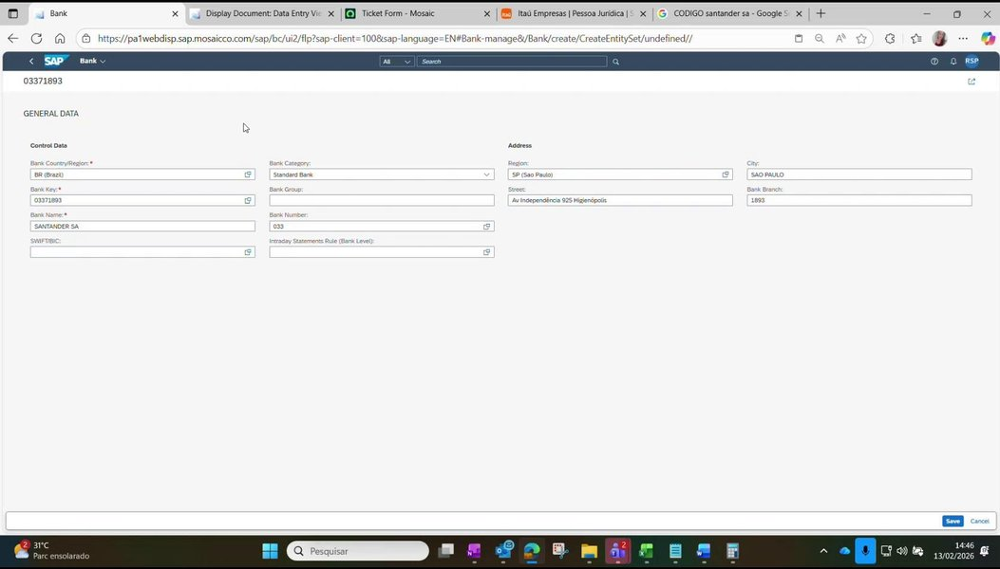 Bank
Display Document: Data Entry Vie
Ticket Form - Mosaic
Itaú Empresas | Pessoa Jurídica | S
CODIGO santander sa - Google S
https://pa1webdisp.sap.mosaicco.com/sap/bc/ui2/flp?sap-client=100&sap-language=EN#Bank-manage&/Bank/create/CreateEntitySet/undefined//
SAP
Bank
All
Search
RSP
03371893
GENERAL DATA
Control Data
Bank Country/Region: *
BR (Brazil)
Bank Key: *
03371893
Bank Name: *
SANTANDER SA
SWIFT/BIC:
Bank Category:
Standard Bank
Bank Group:
Bank Number:
033
Intraday Statements Rule (Bank Level):
Address
Region:
SP (Sao Paulo)
Street:
Av Independência 925 Higienópolis
City:
SAO PAULO
Bank Branch:
1893
Save
Cancel
2
31°C
Parc ensolarado
Pesquisar
2
14:46
13/02/2026